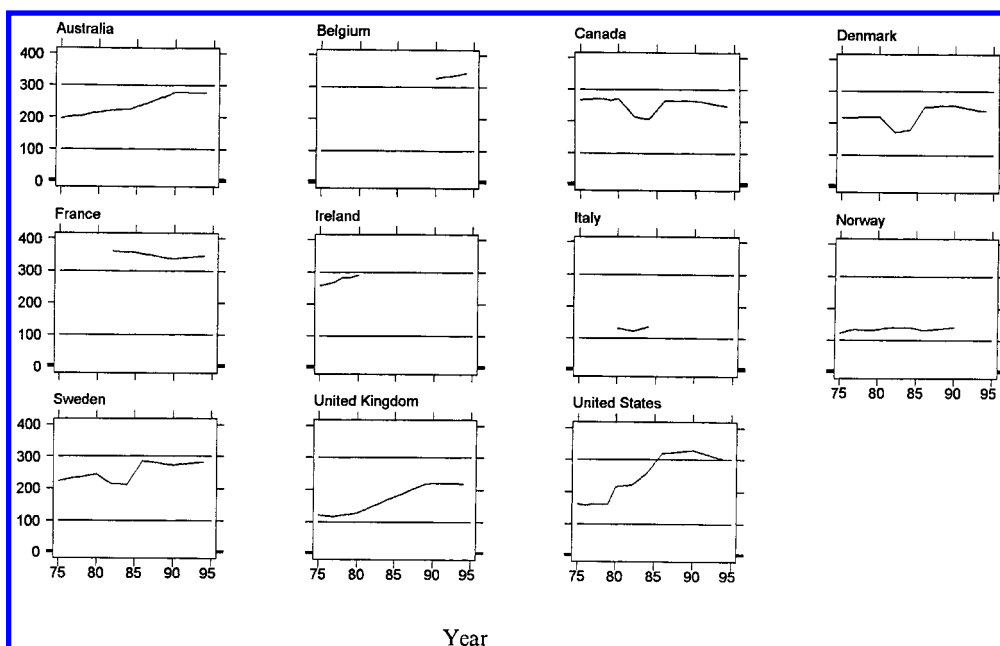 Australia Belgium Canada Denmark
400
300
200
100
0
France Ireland Italy Norway
400
300
200
100
0
75 80 85 90 95
Sweden United Kingdom United States
400
300
200
100
0
75 80 85 90 95 75 80 85 90 95 75 80 85 90 95
Year